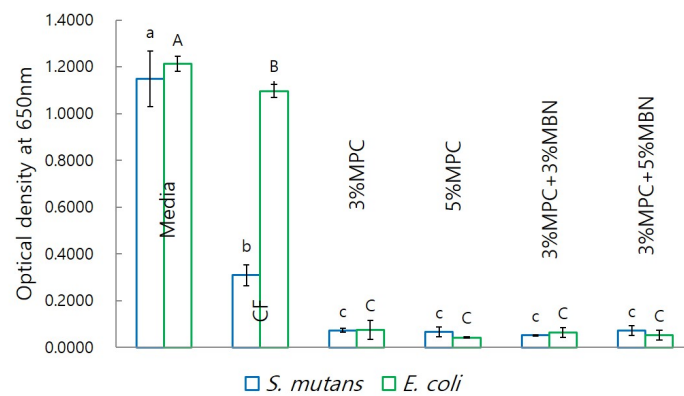 Optical density at 650nm
1.4000
1.2000
1.0000
0.8000
0.6000
0.4000
0.2000
0.0000
a
A
Media
b
B
CF
c
C
3%MPC
c
C
5%MPC
c
C
3%MPC+3%MBN
c
C
3%MPC+5%MBN
S. mutans
E. coli